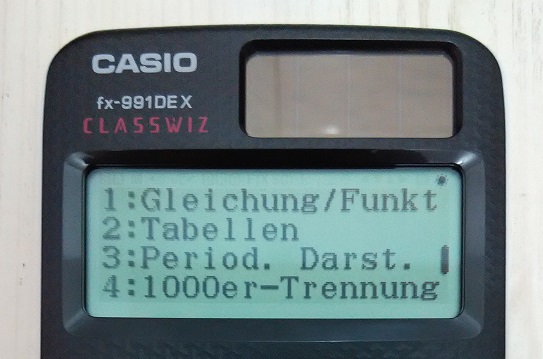 CASIO
fx-991DE X
CLASSWIZ
1:Gleichung/Funkt
2:Tabellen
3:Period. Darst.
4:1000er-Trennung